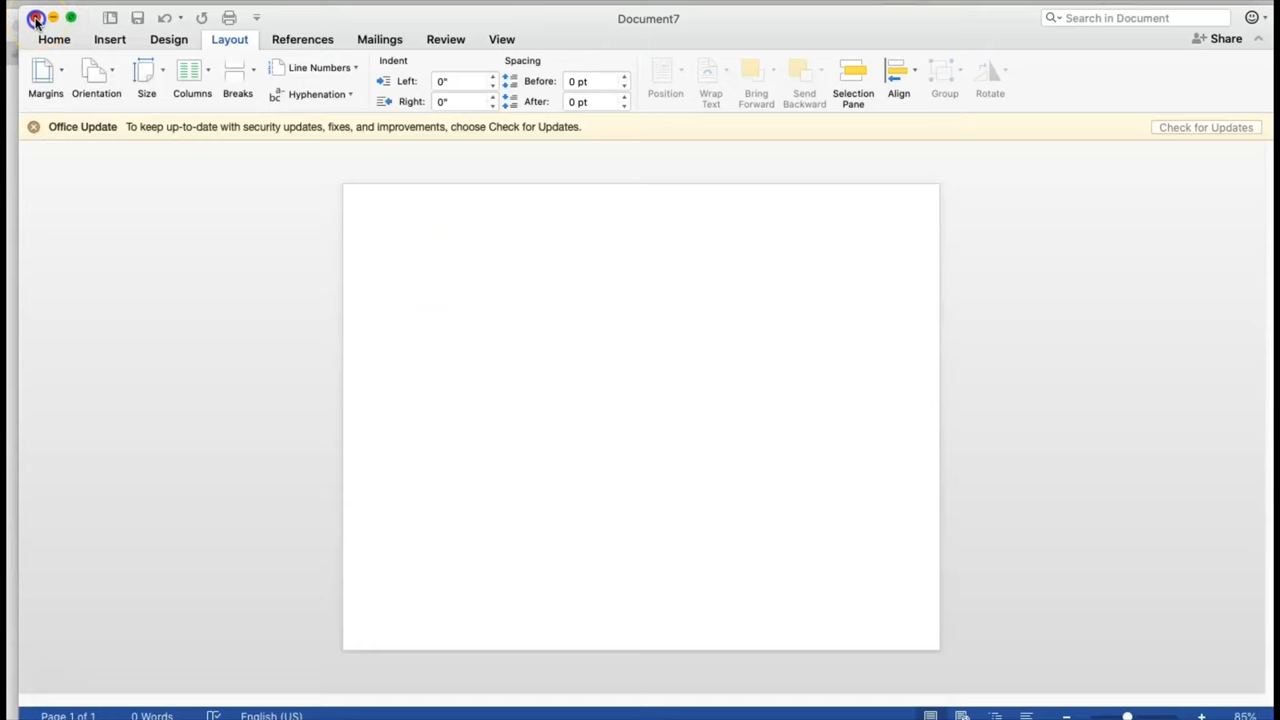 Document7
Search in Document
Home Insert Design Layout References Mailings Review View
Share
Margins
Orientation
Size
Columns
Breaks
Line Numbers
Hyphenation
Indent
Left: 0"
Right: 0"
Spacing
Before: 0 pt
After: 0 pt
Position
Wrap
Text
Bring
Forward
Send
Backward
Selection
Pane
Align
Group
Rotate
Office Update To keep up-to-date with security updates, fixes, and improvements, choose Check for Updates.
Check for Updates
Page 1 of 1 0 Words English (US) 85%